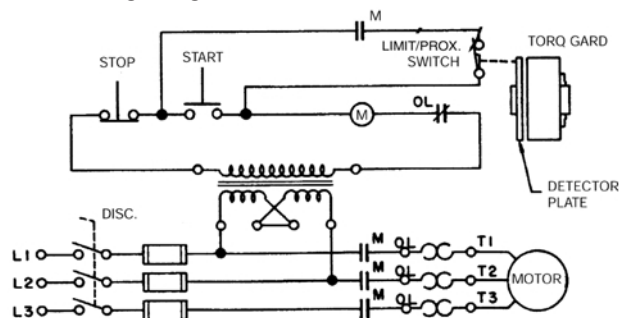 M
LIMIT/PROX.
SWITCH
TORQ GARD
STOP
START
M
OL
DETECTOR
PLATE
DISC.
L1
M
OL
T1
L2
M
OL
T2
MOTOR
L3
M
OL
T3